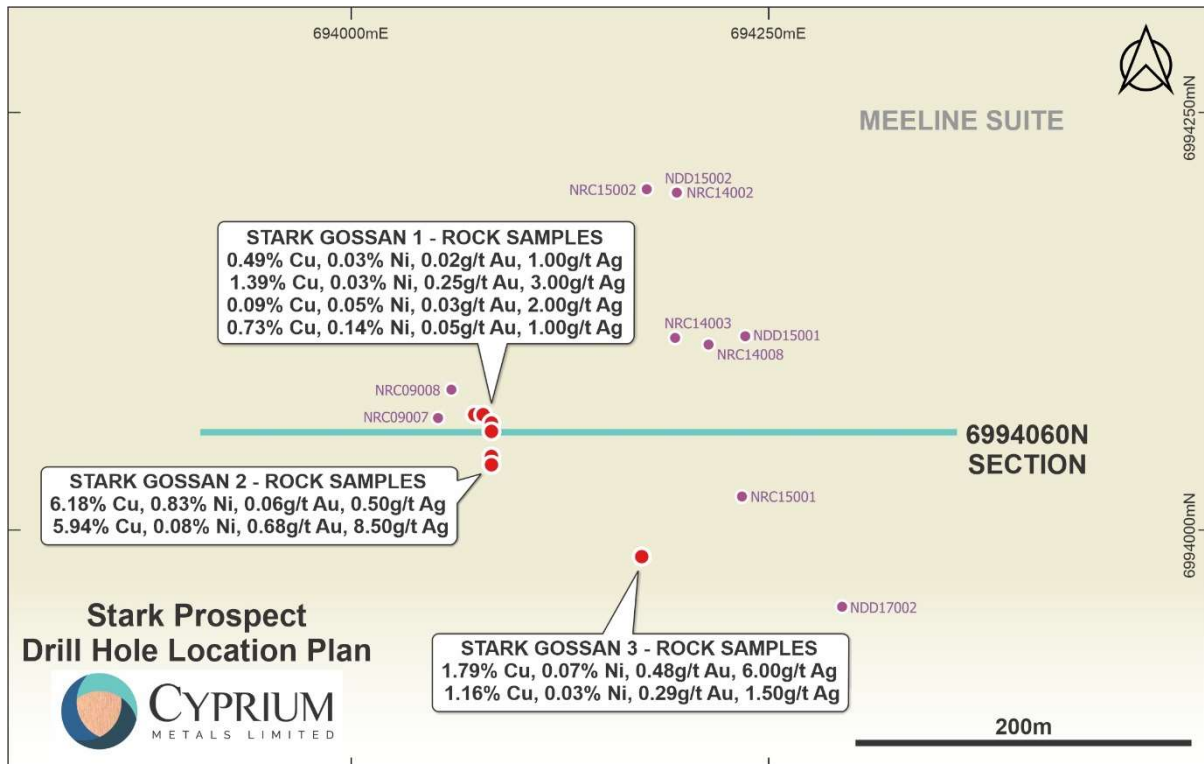 694000mE
694250mE
6994250mN
MEELINE SUITE
NDD15002
NRC15002
NRC14002
STARK GOSSAN 1 - ROCK SAMPLES
0.49% Cu, 0.03% Ni, 0.02g/t Au, 1.00g/t Ag
1.39% Cu, 0.03% Ni, 0.25g/t Au, 3.00g/t Ag
0.09% Cu, 0.05% Ni, 0.03g/t Au, 2.00g/t Ag
0.73% Cu, 0.14% Ni, 0.05g/t Au, 1.00g/t Ag
NRC14003
NDD15001
NRC14008
NRC09008
NRC09007
6994060N
SECTION
STARK GOSSAN 2 - ROCK SAMPLES
6.18% Cu, 0.83% Ni, 0.06g/t Au, 0.50g/t Ag
5.94% Cu, 0.08% Ni, 0.68g/t Au, 8.50g/t Ag
NRC15001
6994000mN
NDD17002
STARK GOSSAN 3 - ROCK SAMPLES
1.79% Cu, 0.07% Ni, 0.48g/t Au, 6.00g/t Ag
1.16% Cu, 0.03% Ni, 0.29g/t Au, 1.50g/t Ag
Stark Prospect
Drill Hole Location Plan
CYPRIUM
METALS LIMITED
200m